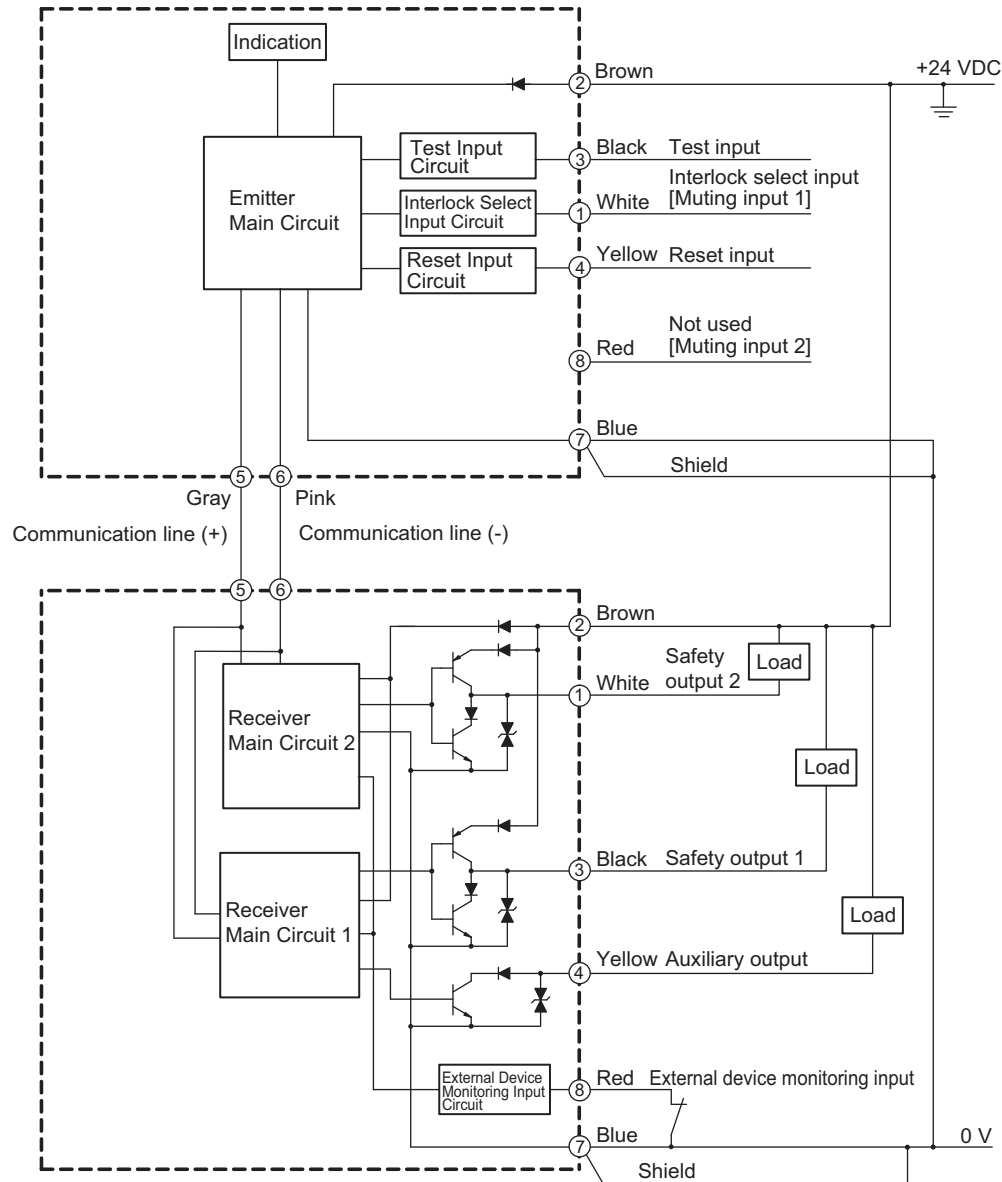 Indication
Brown
+24 VDC
2
Emitter
Main Circuit
Test Input
Circuit
3
Black
Test input
Interlock Select
Input Circuit
1
White
Interlock select input
[Muting input 1]
Reset Input
Circuit
4
Yellow
Reset input
8
Red
Not used
[Muting input 2]
7
Blue
Shield
5
6
Gray
Pink
Communication line (+)
Communication line (-)
5
6
2
Brown
Receiver
Main Circuit 2
1
White
Safety
output 2
Load
Load
Receiver
Main Circuit 1
3
Black
Safety output 1
Load
4
Yellow
Auxiliary output
External Device
Monitoring Input
Circuit
8
Red
External device monitoring input
7
Blue
0 V
Shield